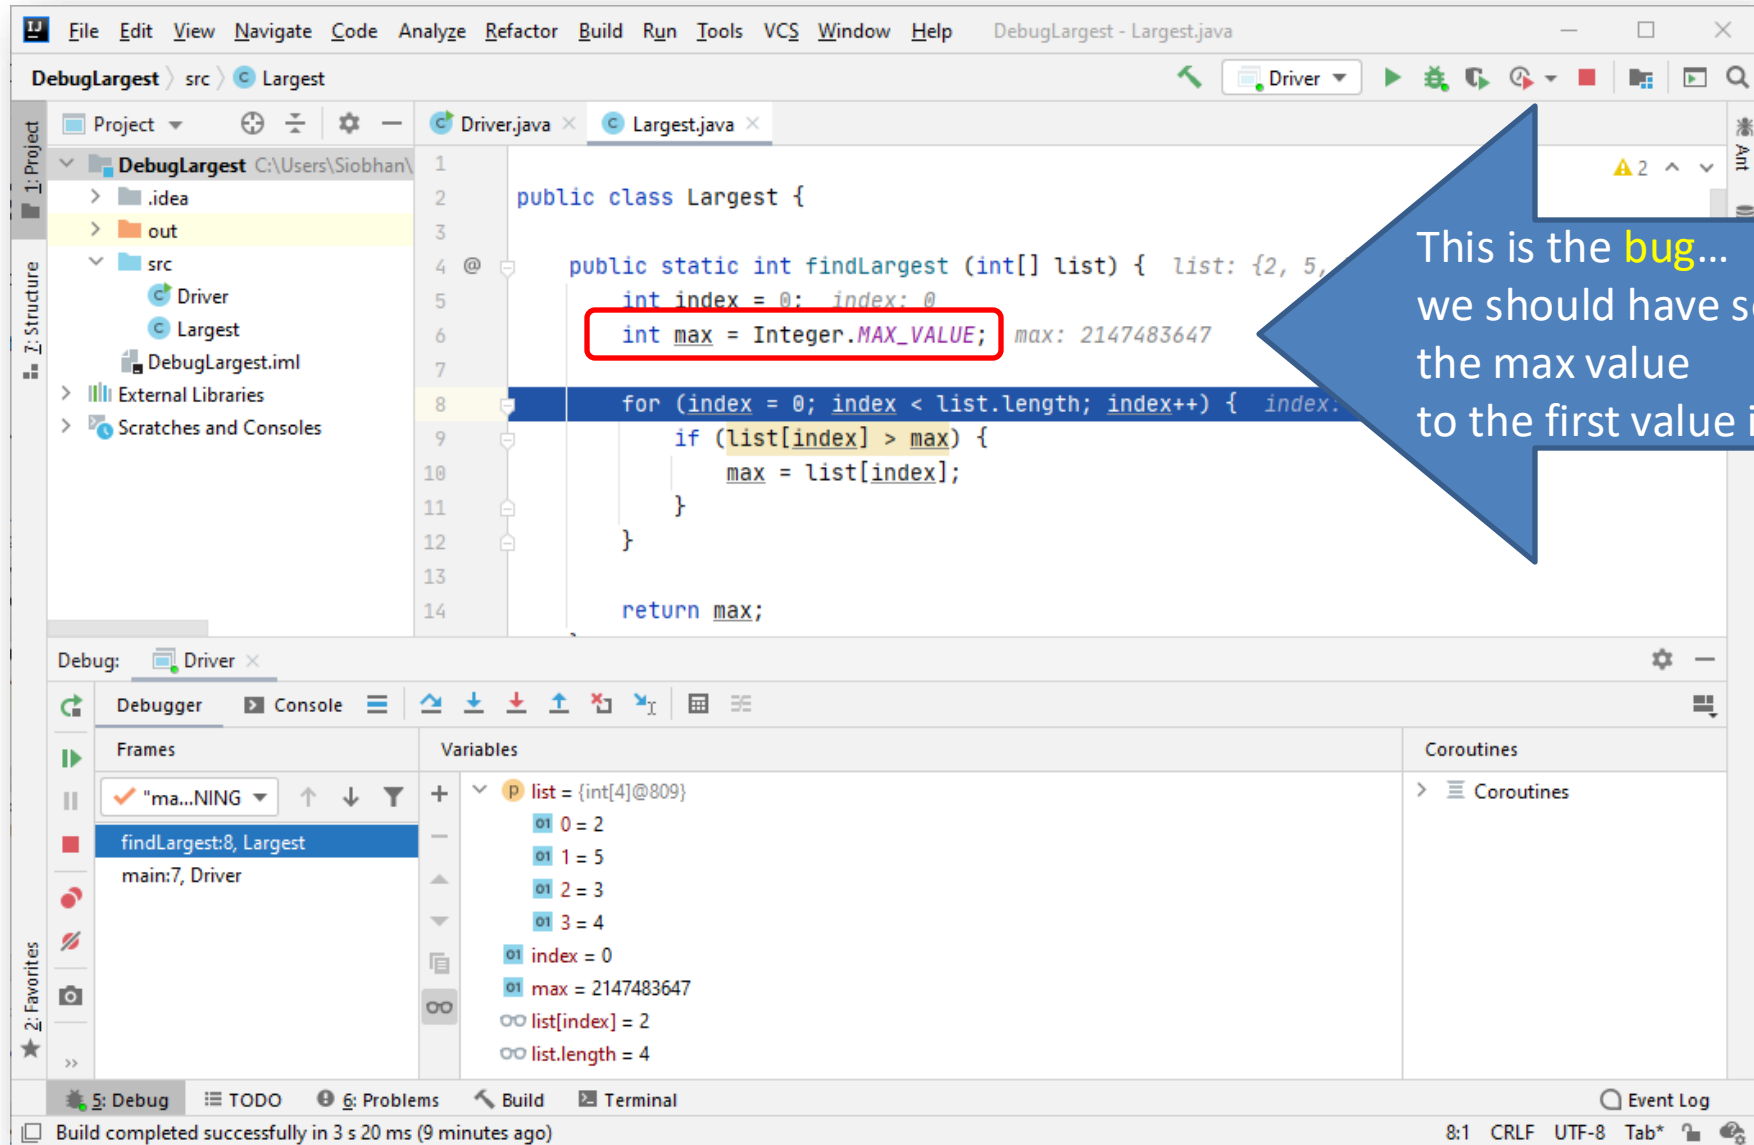 File Edit View Navigate Code Analyze Refactor Build Run Tools VCS Window Help DebugLargest - Largest.java
DebugLargest src Largest Driver
Project Driver.java Largest.java
1: Project
Ant
DebugLargest C:\Users\Siobhan\
.idea
out
src
Driver
Largest
DebugLargest.iml
External Libraries
Scratches and Consoles
7: Structure
2
1
2 public class Largest {
3
4 @ public static int findLargest (int[] list) { list: {2, 5,
5 int index = 0; index: 0
6 int max = Integer.MAX_VALUE; max: 2147483647
7
8 for (index = 0; index < list.length; index++) { index:
9 if (list[index] > max) {
10 max = list[index];
11 }
12 }
13
14 return max;
This is the bug...
we should have
the max value
to the first value
Debug: Driver
Debugger Console
Frames Variables Coroutines
"ma...NING
findLargest:8, Largest
main:7, Driver
list = {int[4]@809}
0 = 2
1 = 5
2 = 3
3 = 4
index = 0
max = 2147483647
list[index] = 2
list.length = 4
Coroutines
2: Favorites
5: Debug TODO 6: Problems Build Terminal Event Log
Build completed successfully in 3 s 20 ms (9 minutes ago) 8:1 CRLF UTF-8 Tab*